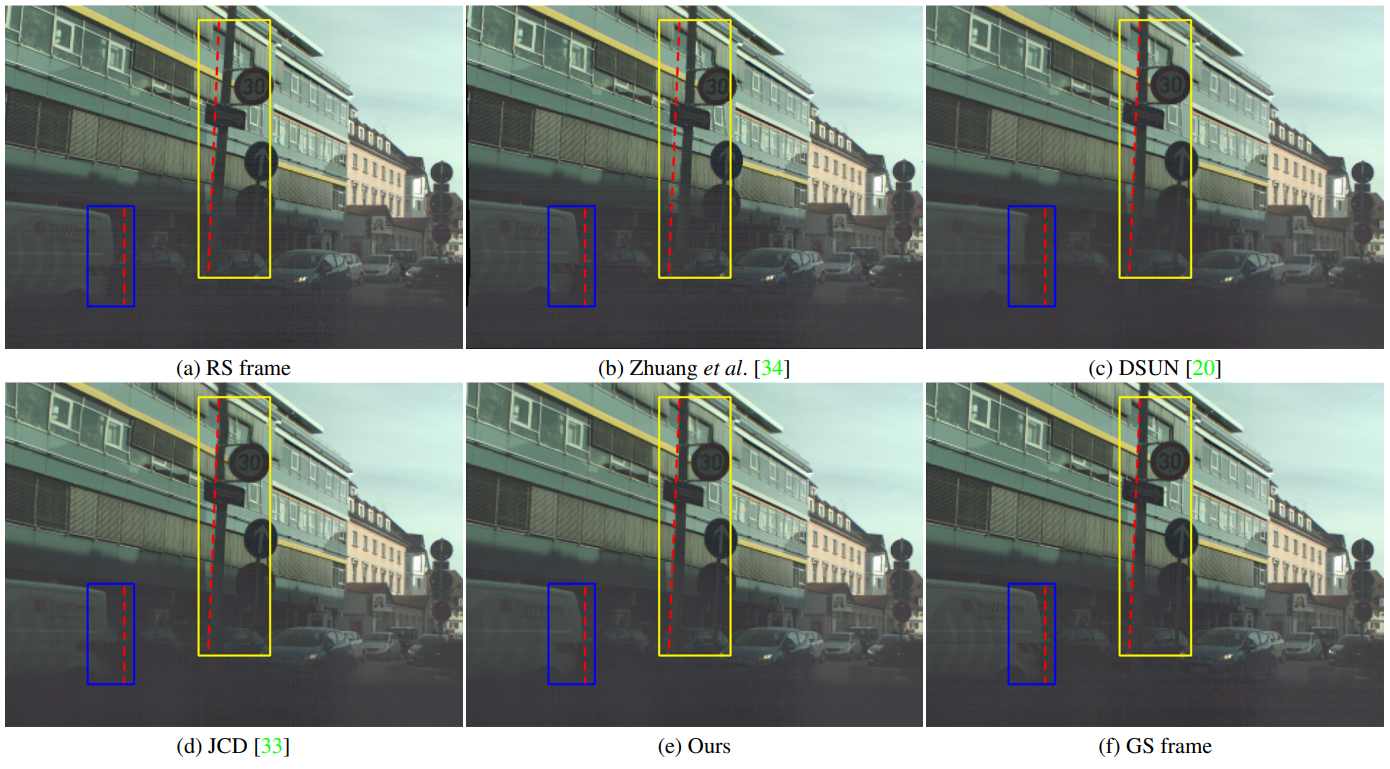 30
30
30
(a) RS frame
(b) Zhuang et al. [34]
(c) DSUN [20]
30
30
30
(d) JCD [33]
(e) Ours
(f) GS frame